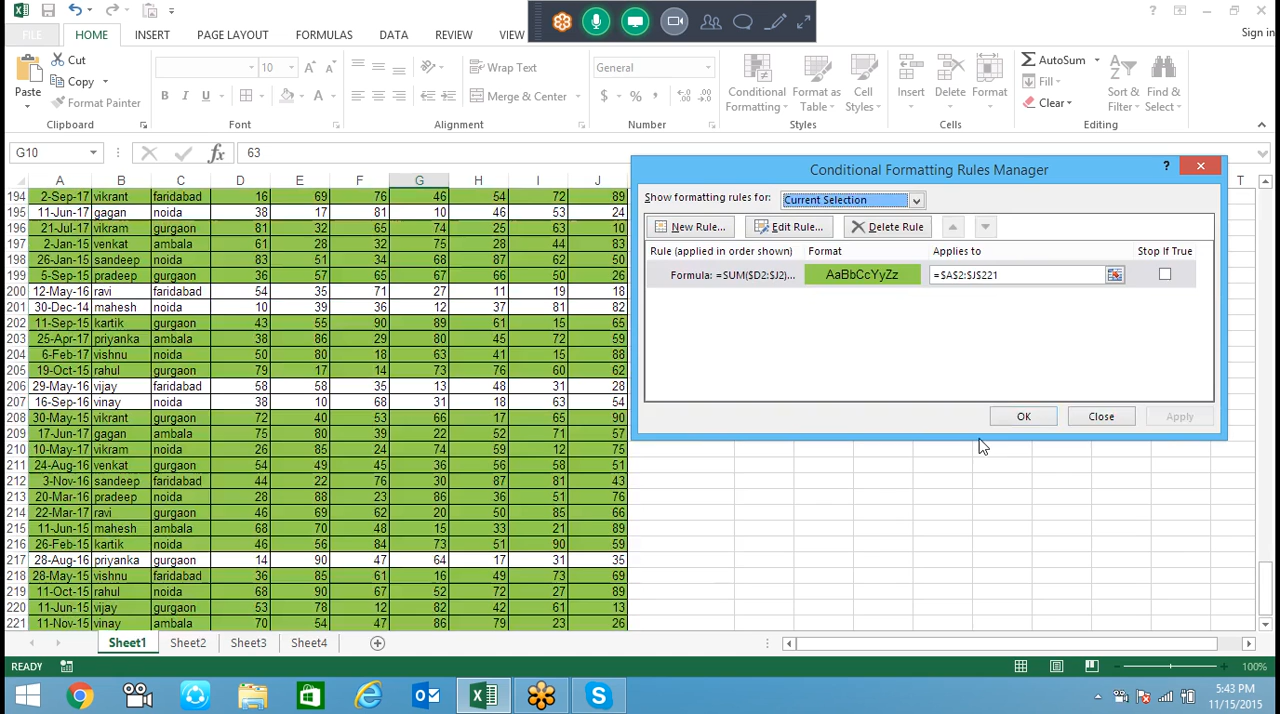 Sign in
FILE HOME INSERT PAGE LAYOUT FORMULAS DATA REVIEW VIEW
Paste Cut Copy Format Painter Clipboard
10 A A B I U A Font
Wrap Text Merge & Center Alignment
General $ % , Number
Conditional Formatting Format as Table Cell Styles Styles
Insert Delete Format Cells
AutoSum Fill Clear Sort & Filter Find & Select Editing
G10 fx 63
A B C D E F G H I J T
194 2-Sep-17 vikrant faridabad 16 69 76 46 54 72 89
195 11-Jun-17 gagan noida 38 17 81 10 46 53 24
196 21-Jul-17 vikram gurgaon 81 32 65 74 25 63 10
197 2-Jan-15 venkat ambala 61 28 32 75 28 44 83
198 26-Jan-15 sandeep noida 83 60 34 61 51 34 31
199 5-Sep-15 pradeep gurgaon 36 57 65 67 66 50 26
200 12-May-16 ravi faridabad 54 35 71 27 11 19 18
201 30-Dec-14 mahesh noida 10 39 36 12 37 81 82
202 11-Sep-15 kartik gurgaon 43 55 90 89 61 15 65
203 25-Apr-17 priyanka ambala 38 86 29 80 45 72 59
204 6-Feb-17 vishnu noida 50 80 18 63 41 15 88
205 19-Oct-15 rahul gurgaon 79 17 14 73 76 60 62
206 29-May-16 vijay faridabad 58 58 35 13 48 31 28
207 16-Sep-16 vinay noida 38 10 68 31 18 63 54
208 30-May-15 vikrant gurgaon 72 40 53 66 17 65 90
209 17-Jun-17 gagan ambala 75 80 39 22 52 71 57
210 10-May-17 vikram noida 85 25 24 74 59 12 75
211 24-Aug-16 venkat gurgaon 54 49 45 36 56 58 51
212 3-Nov-16 sandeep faridabad 44 22 76 30 87 81 43
213 20-Mar-16 pradeep noida 28 88 23 86 36 51 76
214 22-Mar-17 ravi gurgaon 46 69 62 20 50 85 66
215 11-Jun-15 mahesh ambala 68 70 48 15 33 21 89
216 26-Feb-15 kartik noida 46 56 84 73 51 90 59
217 28-Aug-16 priyanka gurgaon 14 90 47 64 17 31 35
218 28-May-15 vishnu faridabad 36 85 61 16 49 73 69
219 11-Oct-15 rahul noida 68 90 67 52 72 27 89
220 11-Jun-15 vijay gurgaon 53 78 12 82 42 61 13
221 11-Nov-15 vinay ambala 70 54 47 86 79 23 26
Conditional Formatting Rules Manager
Show formatting rules for: Current Selection
New Rule... Edit Rule... Delete Rule
Rule (applied in order shown) Format Applies to Stop If True
Formula: =SUM($D2:$J2)... AaBbCcYyZz =$A$2:$J$221
OK Close Apply
Sheet1 Sheet2 Sheet3 Sheet4
READY 100%
5:43 PM
11/15/2015